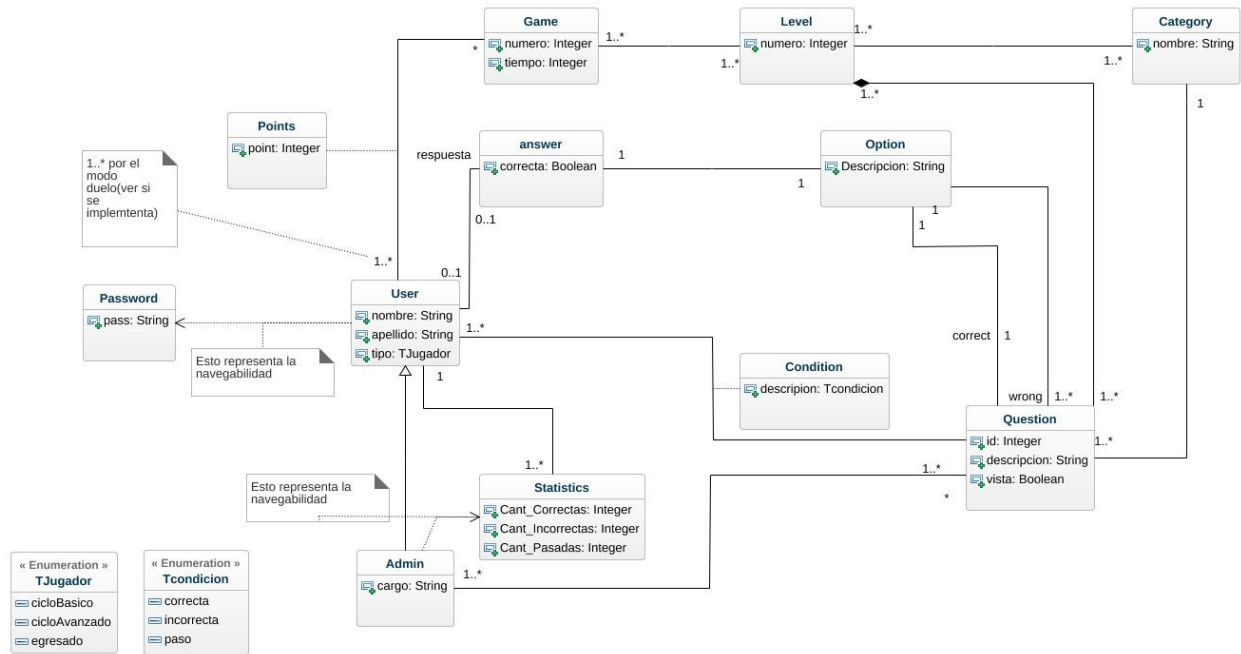 Game
numero: Integer
tiempo: Integer
*
1..*
1..*
Level
numero: Integer
1..*
1..*
1..*
Category
nombre: String
1
Points
point: Integer
1..* por el
modo
duelo(ver si
se
implemtenta)
1..*
respuesta
0..1
0..1
answer
correcta: Boolean
1
1
Option
Descripcion: String
1
1
Password
pass: String
Esto representa la
navegabilidad
User
nombre: String
apellido: String
tipo: TJugador
1..*
1
1..*
Condition
descripion: Tcondicion
correct
1
wrong
1..*
1..*
Question
id: Integer
descripcion: String
vista: Boolean
1..*
1..*
*
Esto representa la
navegabilidad
Statistics
Cant_Correctas: Integer
Cant_Incorrectas: Integer
Cant_Pasadas: Integer
Admin
cargo: String
1..*
« Enumeration »
TJugador
cicloBasico
cicloAvanzado
egresado
« Enumeration »
Tcondicion
correcta
incorrecta
paso